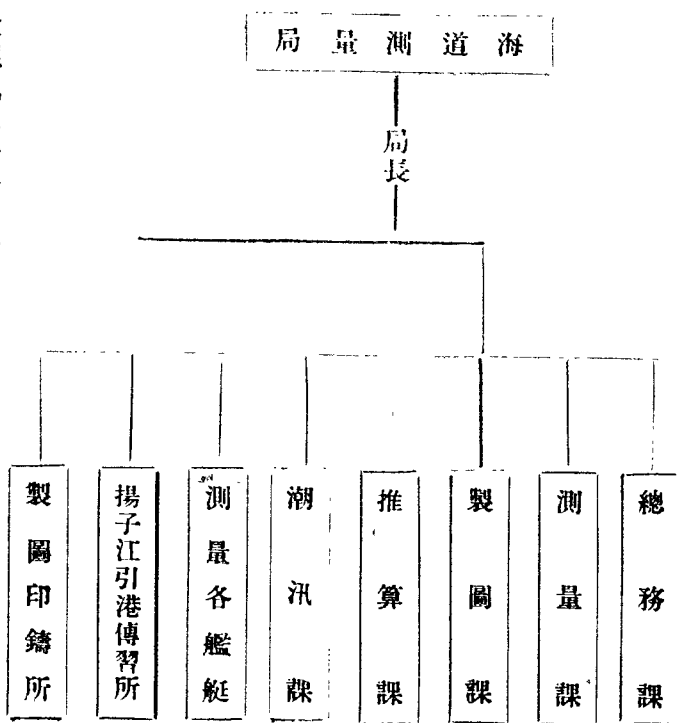 海道測量局
局長
總務課
測量課
製圖課
推算課
潮汛課
測量各艦艇
揚子江引港傳習所
製圖印鑄所